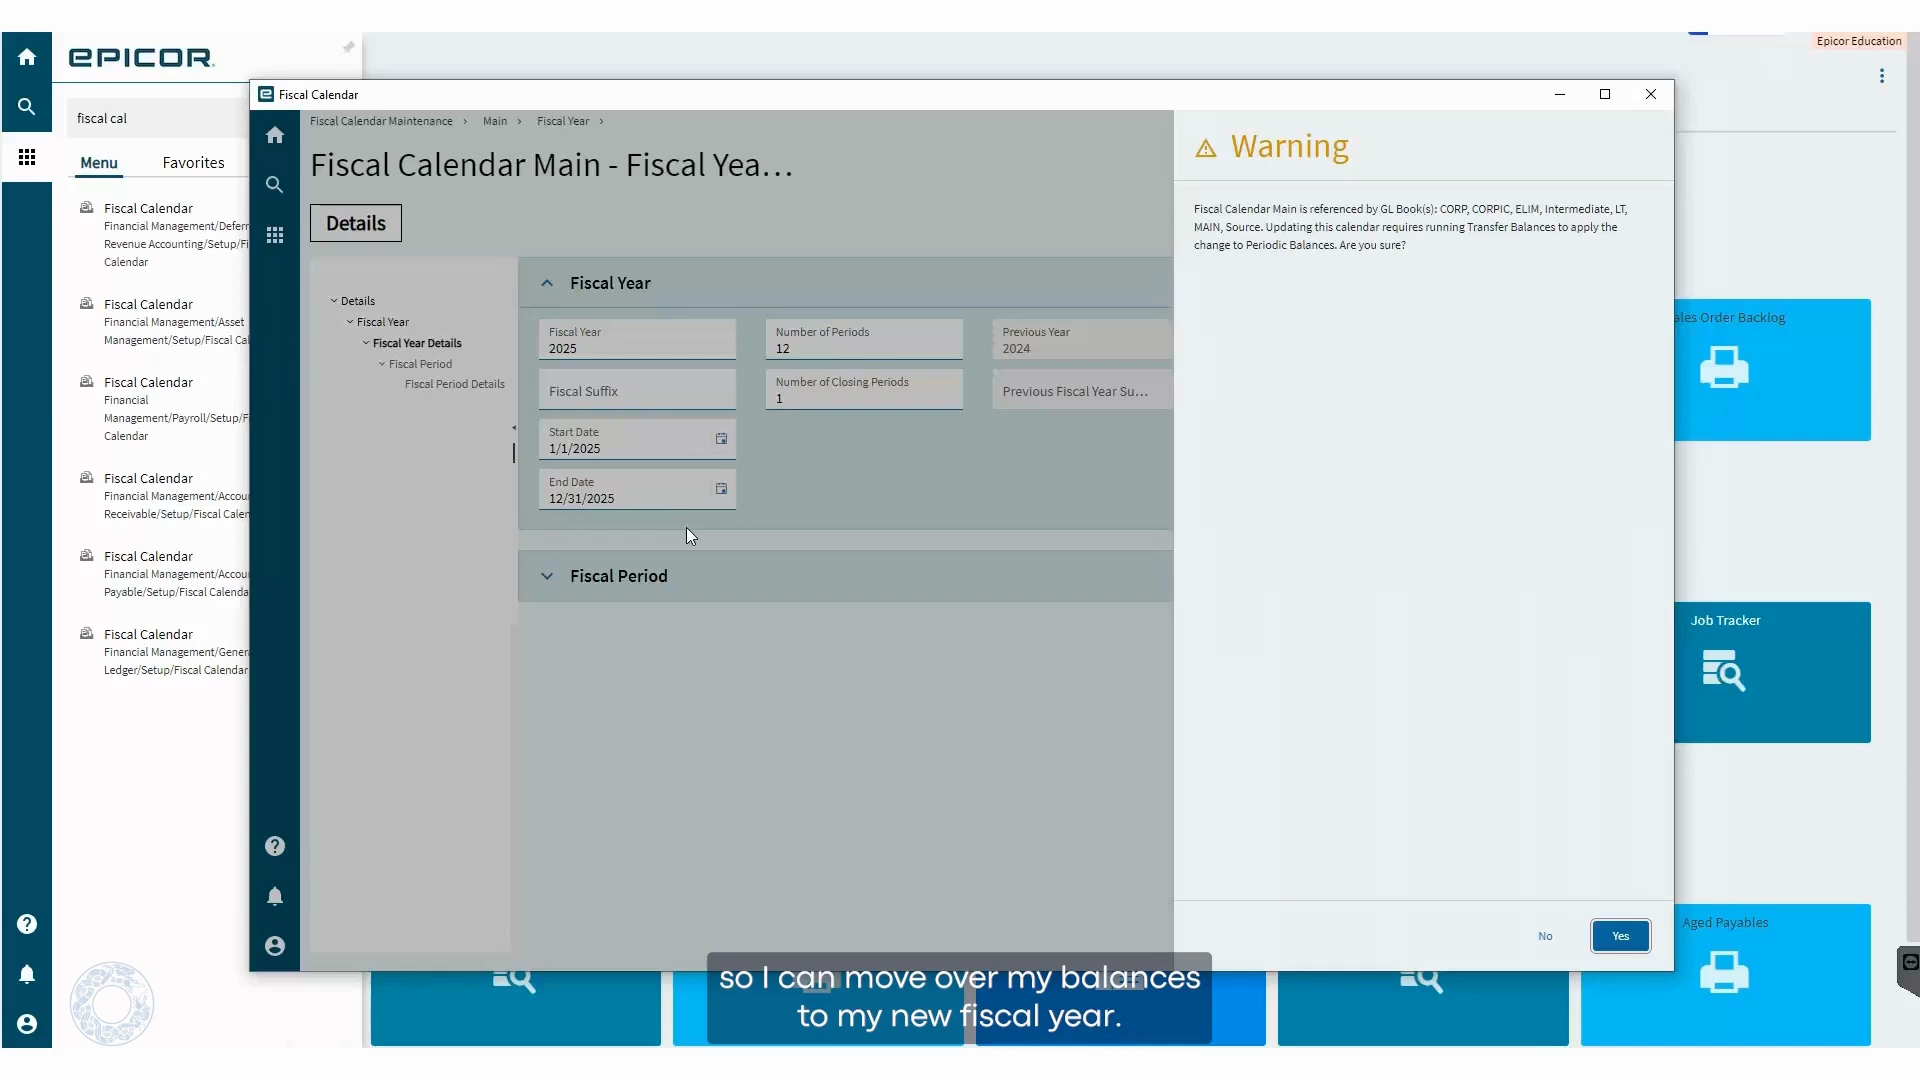 EPICOR
fiscal cal
Menu
Favorites
Fiscal Calendar
Financial Management/Deferr
Revenue Accounting/Setup/Fi
Calendar
Fiscal Calendar
Financial Management/Asset
Management/Setup/Fiscal Cal
Fiscal Calendar
Financial
Management/Payroll/Setup/F
Calendar
Fiscal Calendar
Financial Management/Accou
Receivable/Setup/Fiscal Calen
Fiscal Calendar
Financial Management/Accou
Payable/Setup/Fiscal Calenda
Fiscal Calendar
Financial Management/Genera
Ledger/Setup/Fiscal Calendar
Epicor Education
Fiscal Calendar
Fiscal Calendar Maintenance > Main > Fiscal Year >
Fiscal Calendar Main - Fiscal Yea...
Details
Details
Fiscal Year
Fiscal Year Details
Fiscal Period
Fiscal Period Details
Fiscal Year
Fiscal Year
2025
Number of Periods
12
Previous Year
2024
Fiscal Suffix
Number of Closing Periods
1
Previous Fiscal Year Su...
Start Date
1/1/2025
End Date
12/31/2025
Fiscal Period
Warning
Fiscal Calendar Main is referenced by GL Book(s): CORP, CORPIC, ELIM, Intermediate, LT,
MAIN, Source. Updating this calendar requires running Transfer Balances to apply the
change to Periodic Balances. Are you sure?
No
Yes
ales Order Backlog
Job Tracker
Aged Payables
so I can move over my balances
to my new fiscal year.